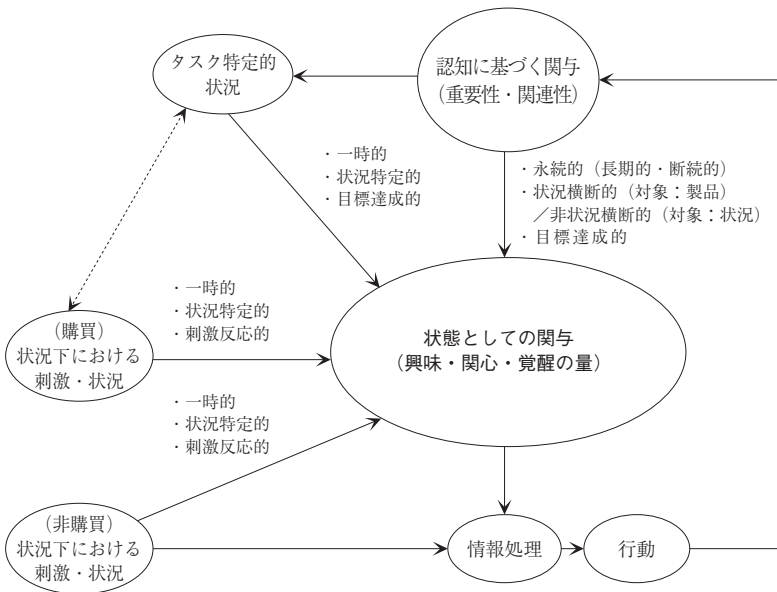 タスク特定的
状況
認知に基づく関与
（重要性・関連性）
・一時的
・状況特定的
・目標達成的
・永続的（長期的・断続的）
・状況横断的（対象：製品）
／非状況横断的（対象：状況）
・目標達成的
・一時的
・状況特定的
・刺激反応的
（購買）
状況下における
刺激・状況
状態としての関与
（興味・関心・覚醒の量）
・一時的
・状況特定的
・刺激反応的
（非購買）
状況下における
刺激・状況
情報処理
行動